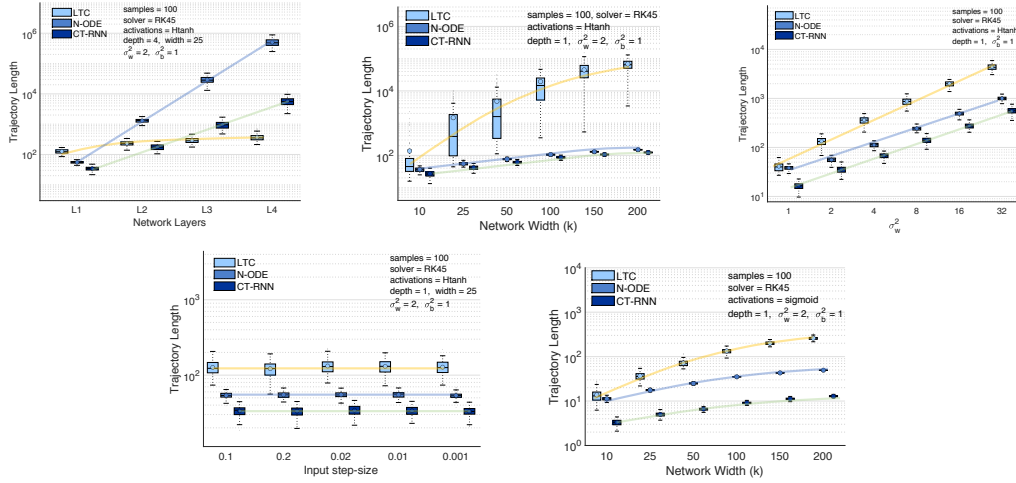 LTC
N-ODE
CT-RNN
samples = 100
solver = RK45
activations = Htanh
depth = 4, width = 25
σ²w = 2, σ²b = 1
Trajectory Length
10⁶
10⁴
10²
L1 L2 L3 L4
Network Layers
LTC
N-ODE
CT-RNN
samples = 100, solver = RK45
activations = Htanh
depth = 1, σ²w = 2, σ²b = 1
Trajectory Length
10⁶
10⁴
10²
10 25 50 100 150 200
Network Width (k)
LTC
N-ODE
CT-RNN
samples = 100
solver = RK45
activations = Htanh
depth = 1, σ²b = 1
Trajectory Length
10⁴
10³
10²
10¹
1 2 4 8 16 32
σ²w
LTC
N-ODE
CT-RNN
samples = 100
solver = RK45
activations = Htanh
depth = 1, width = 25
σ²w = 2, σ²b = 1
Trajectory Length
10³
10²
0.1 0.2 0.02 0.01 0.001
Input step-size
LTC
N-ODE
CT-RNN
samples = 100
solver = RK45
activations = sigmoid
depth = 1, σ²w = 2, σ²b = 1
Trajectory Length
10⁴
10³
10²
10¹
10⁰
10 25 50 100 150 200
Network Width (k)